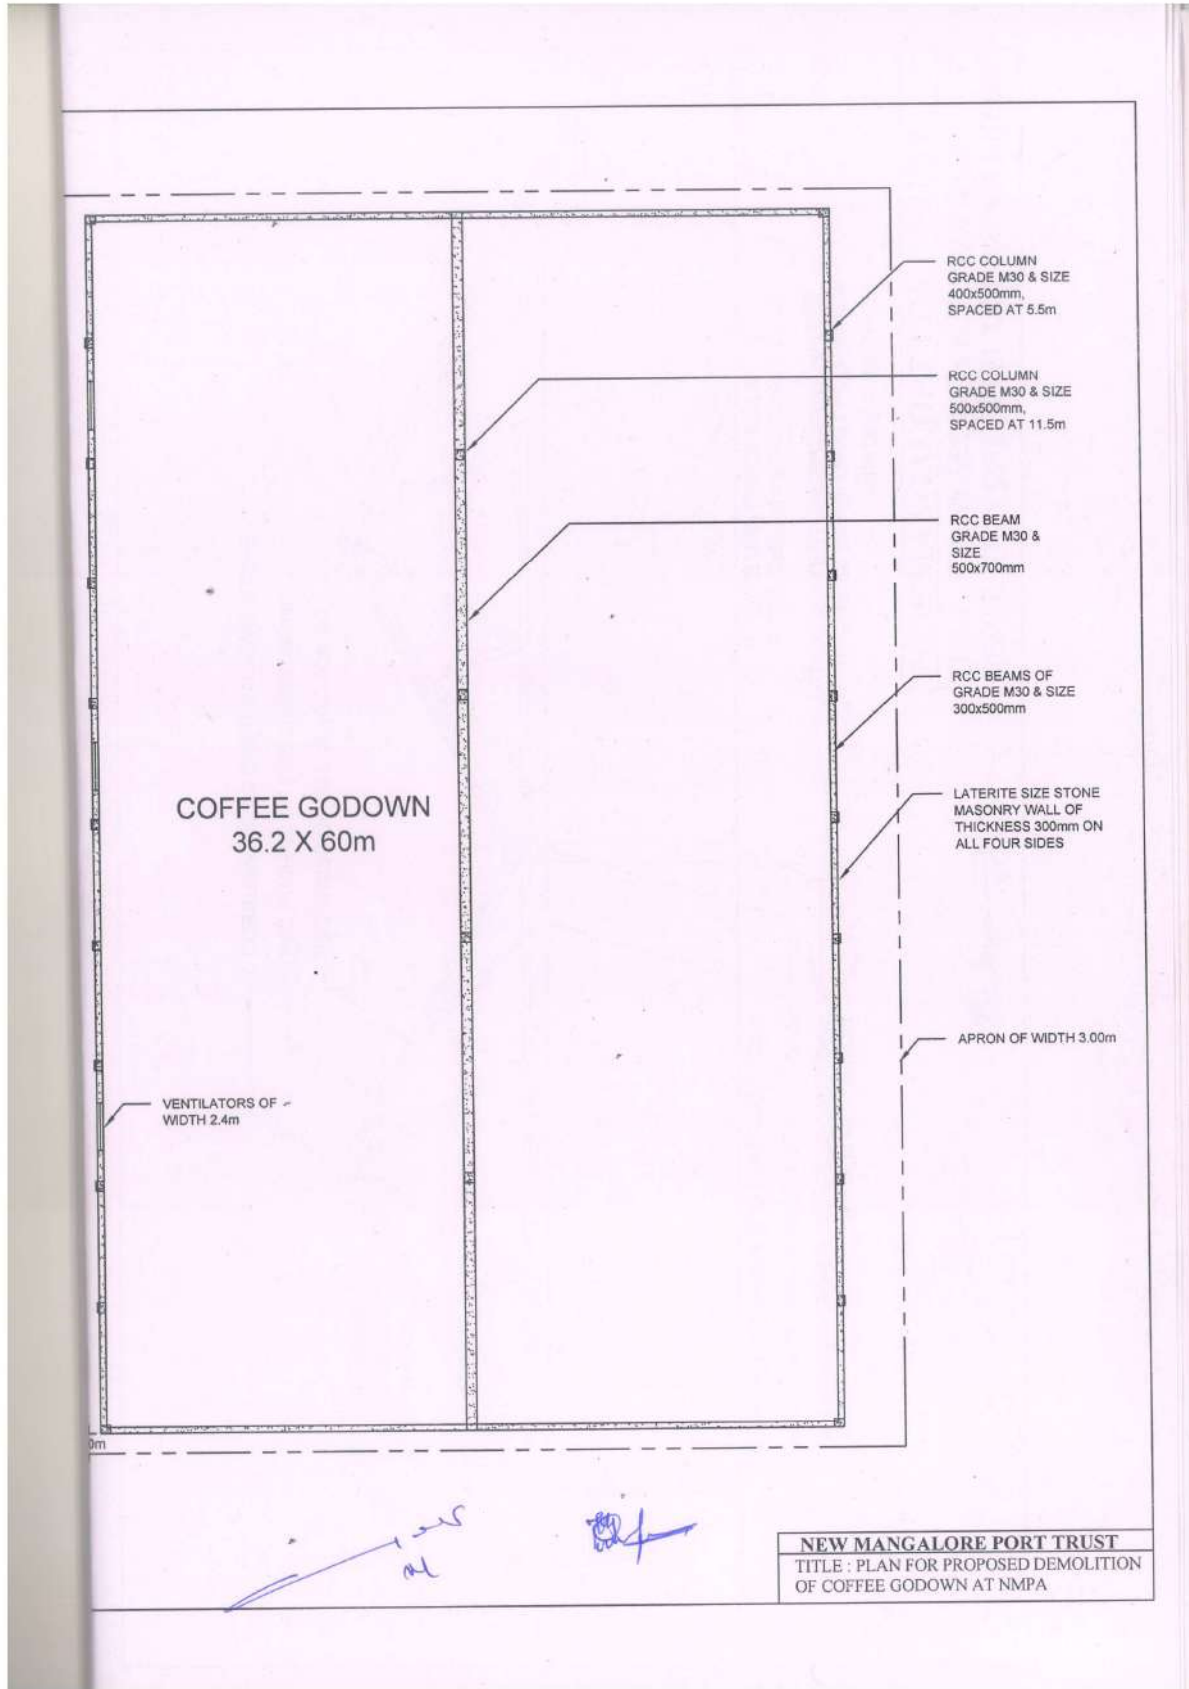 RCC COLUMN
GRADE M30 & SIZE
400x500mm,
SPACED AT 5.5m
RCC COLUMN
GRADE M30 & SIZE
500x500mm,
SPACED AT 11.5m
RCC BEAM
GRADE M30 &
SIZE
500x700mm
RCC BEAMS OF
GRADE M30 & SIZE
300x500mm
COFFEE GODOWN
36.2 X 60m
LATERITE SIZE STONE
MASONRY WALL OF
THICKNESS 300mm ON
ALL FOUR SIDES
APRON OF WIDTH 3.00m
VENTILATORS OF
WIDTH 2.4m
0m
NEW MANGALORE PORT TRUST
TITLE : PLAN FOR PROPOSED DEMOLITION
OF COFFEE GODOWN AT NMPA